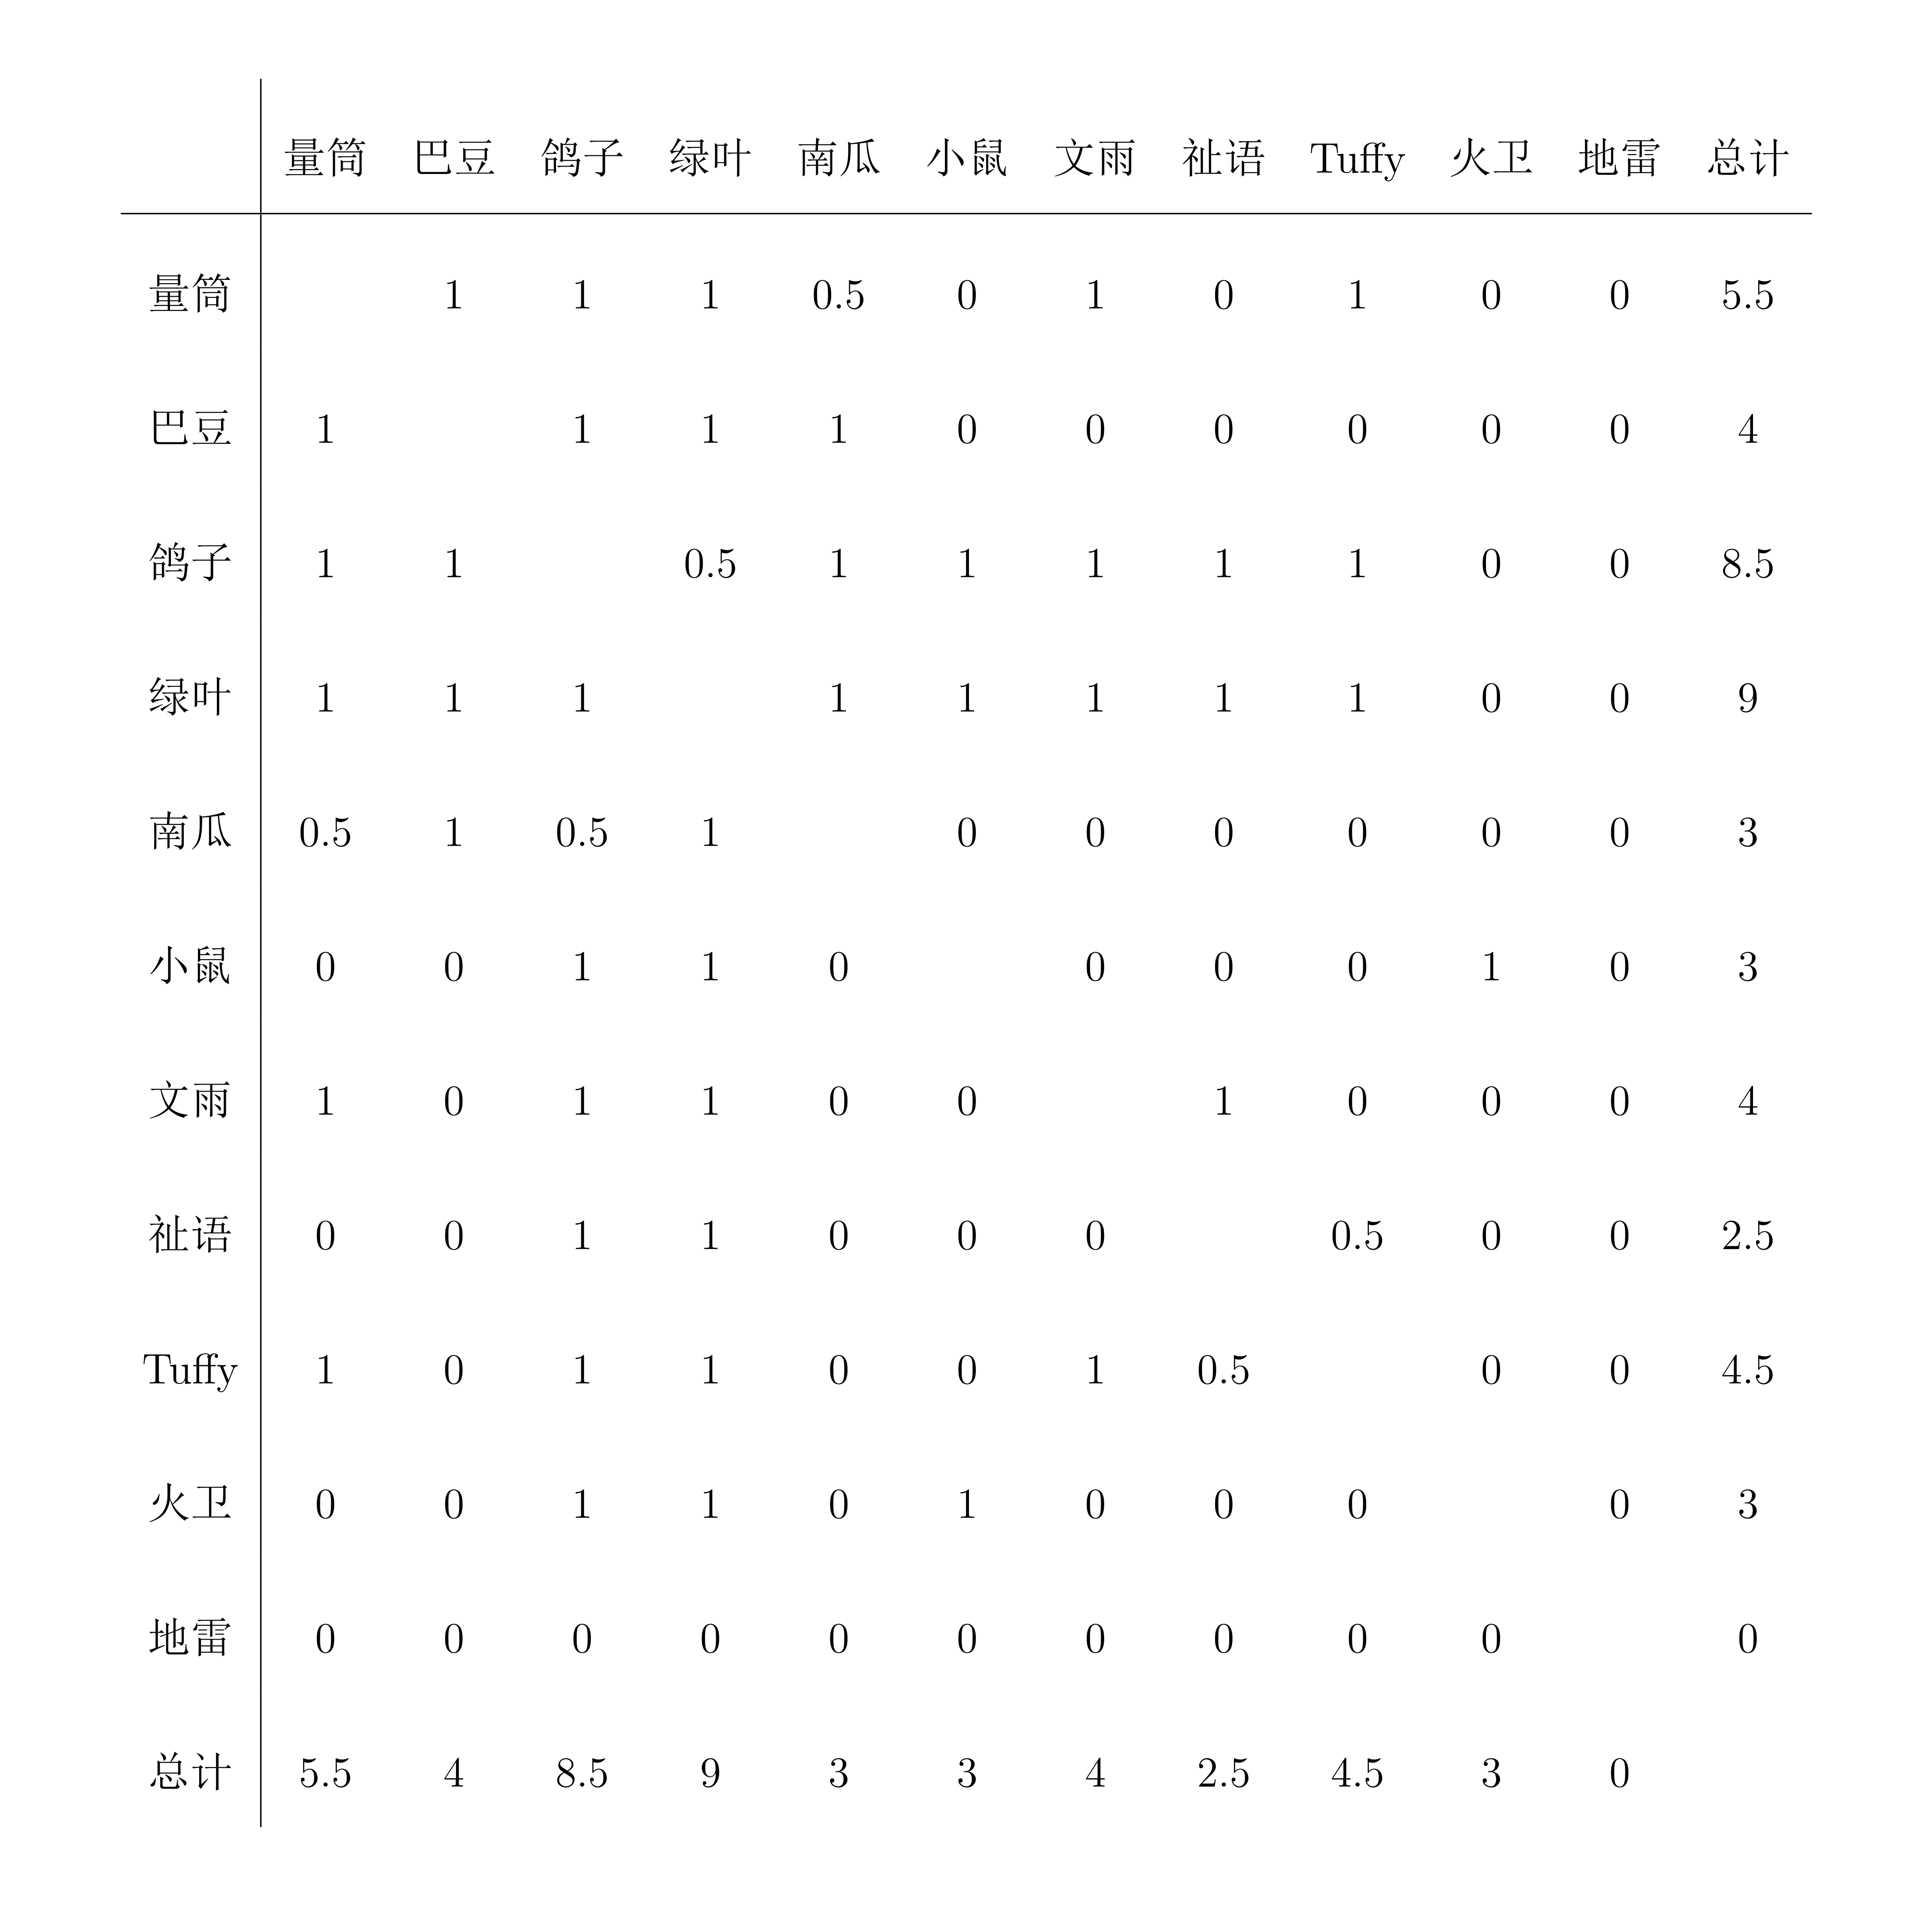 量筒 巴豆 鸽子 绿叶 南瓜 小鼠 文雨 祉语 Tuffy 火卫 地雷 总计
量筒 1 1 1 0.5 0 1 0 1 0 0 5.5
巴豆 1 1 1 1 0 0 0 0 0 0 4
鸽子 1 1 0.5 1 1 1 1 1 0 0 8.5
绿叶 1 1 1 1 1 1 1 1 0 0 9
南瓜 0.5 1 0.5 1 0 0 0 0 0 0 3
小鼠 0 0 1 1 0 0 0 0 1 0 3
文雨 1 0 1 1 0 0 1 0 0 0 4
祉语 0 0 1 1 0 0 0 0.5 0 0 2.5
Tuffy 1 0 1 1 0 0 1 0.5 0 0 4.5
火卫 0 0 1 1 0 1 0 0 0 0 3
地雷 0 0 0 0 0 0 0 0 0 0 0
总计 5.5 4 8.5 9 3 3 4 2.5 4.5 3 0